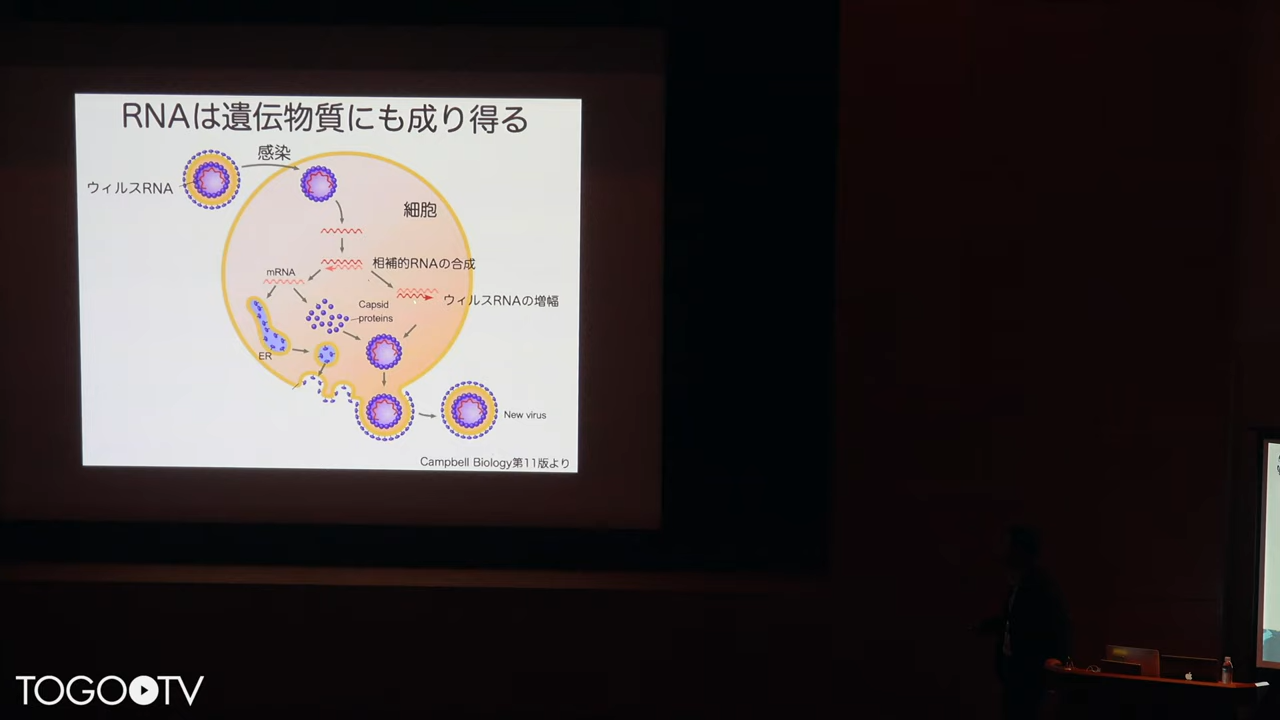 RNAは遺伝物質にも成り得る
感染
ウィルスRNA
細胞
相補的RNAの合成
mRNA
ウィルスRNAの増幅
Capsid
proteins
ER
New virus
Campbell Biology第11版より
TOGOTV